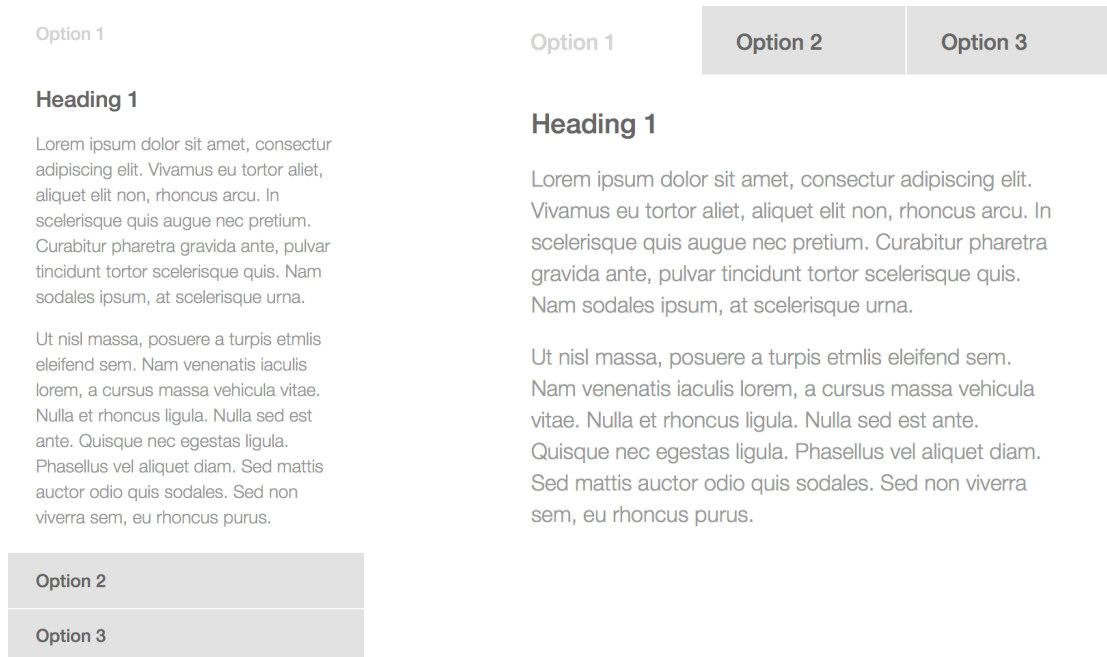 Option 1
Heading 1
Lorem ipsum dolor sit amet, consectur
adipiscing elit. Vivamus eu tortor aliet,
aliquet elit non, rhoncus arcu. In
scelerisque quis augue nec pretium.
Curabitur pharetra gravida ante, pulvar
tincidunt tortor scelerisque quis. Nam
sodales ipsum, at scelerisque urna.
Ut nisl massa, posuere a turpis etmlis
eleifend sem. Nam venenatis iaculis
lorem, a cursus massa vehicula vitae.
Nulla et rhoncus ligula. Nulla sed est
ante. Quisque nec egestas ligula.
Phasellus vel aliquet diam. Sed mattis
auctor odio quis sodales. Sed non
viverra sem, eu rhoncus purus.
Option 2
Option 3
Option 1 Option 2 Option 3
Heading 1
Lorem ipsum dolor sit amet, consectur adipiscing elit.
Vivamus eu tortor aliet, aliquet elit non, rhoncus arcu. In
scelerisque quis augue nec pretium. Curabitur pharetra
gravida ante, pulvar tincidunt tortor scelerisque quis.
Nam sodales ipsum, at scelerisque urna.
Ut nisl massa, posuere a turpis etmlis eleifend sem.
Nam venenatis iaculis lorem, a cursus massa vehicula
vitae. Nulla et rhoncus ligula. Nulla sed est ante.
Quisque nec egestas ligula. Phasellus vel aliquet diam.
Sed mattis auctor odio quis sodales. Sed non viverra
sem, eu rhoncus purus.